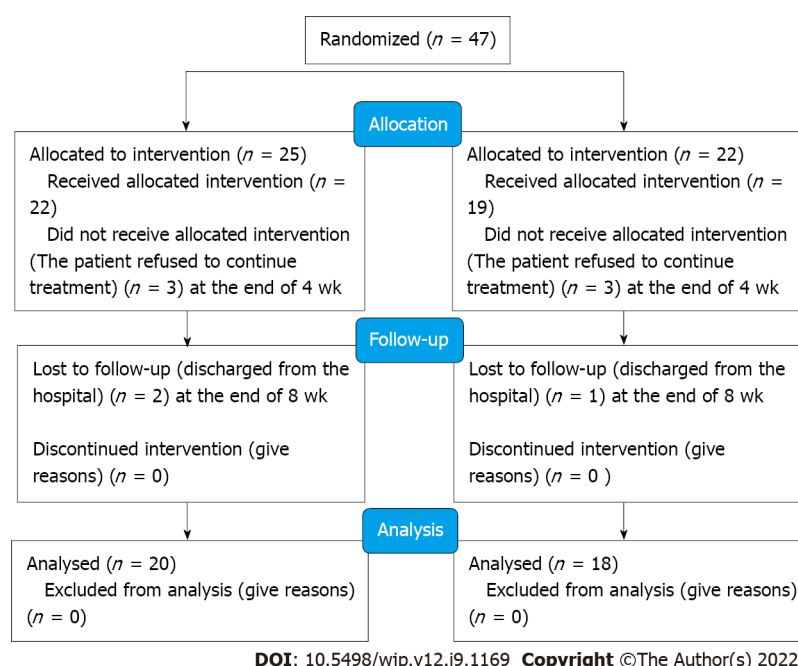 Randomized (n = 47)
Allocation
Allocated to intervention (n = 25)
Received allocated intervention (n =
22)
Did not receive allocated intervention
(The patient refused to continue
treatment) (n = 3) at the end of 4 wk
Allocated to intervention (n = 22)
Received allocated intervention (n =
19)
Did not receive allocated intervention
(The patient refused to continue
treatment) (n = 3) at the end of 4 wk
Follow-up
Lost to follow-up (discharged from the
hospital) (n = 2) at the end of 8 wk
Discontinued intervention (give
reasons) (n = 0)
Lost to follow-up (discharged from the
hospital) (n = 1) at the end of 8 wk
Discontinued intervention (give
reasons) (n = 0 )
Analysis
Analysed (n = 20)
Excluded from analysis (give reasons)
(n = 0)
Analysed (n = 18)
Excluded from analysis (give reasons)
(n = 0)
DOI: 10.5498/wjp.v12.i9.1169 Copyright ©The Author(s) 2022